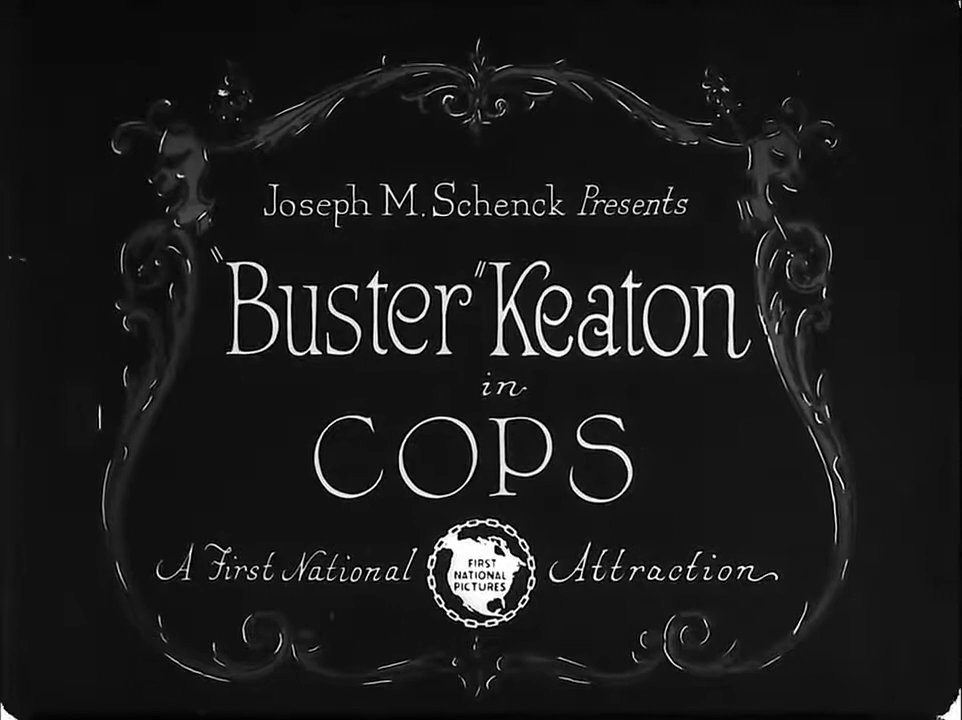 Joseph M. Schenck Presents
"Buster" Keaton
in
COPS
A First National Attraction
FIRST
NATIONAL
PICTURES